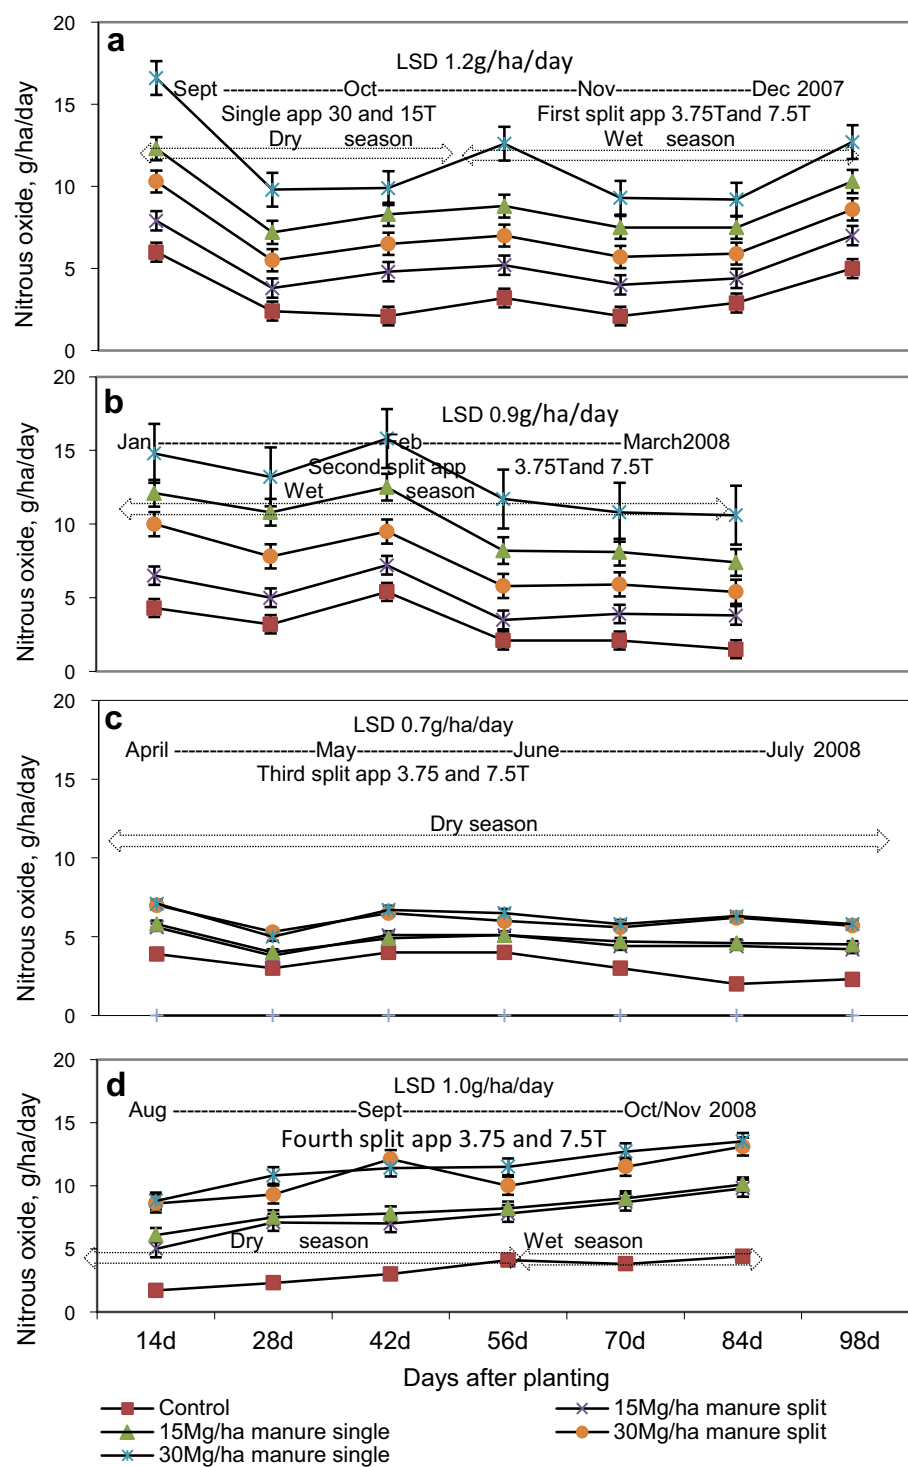 20
a
LSD 1.2g/ha/day
Sept -----------------Oct----------------------------Nov--------------------Dec 2007
15
Single app 30 and 15T First split app 3.75Tand 7.5T
Dry season Wet season
10
5
0
Nitrous oxide, g/ha/day
20
b
LSD 0.9g/ha/day
Jan--------------------------------Feb----------------------------March2008
15
Second split app 3.75Tand 7.5T
Wet season
10
5
0
Nitrous oxide, g/ha/day
20
c
LSD 0.7g/ha/day
April --------------------May----------------------June-----------------------------July 2008
Third split app 3.75 and 7.5T
15
Dry season
10
5
0
Nitrous oxide, g/ha/day
20
d
LSD 1.0g/ha/day
Aug --------------------------Sept-------------------------------Oct/Nov 2008
15
Fourth split app 3.75 and 7.5T
10
5
Dry season Wet season
0
Nitrous oxide, g/ha/day
14d 28d 42d 56d 70d 84d 98d
Days after planting
Control 15Mg/ha manure split
15Mg/ha manure single 30Mg/ha manure split
30Mg/ha manure single